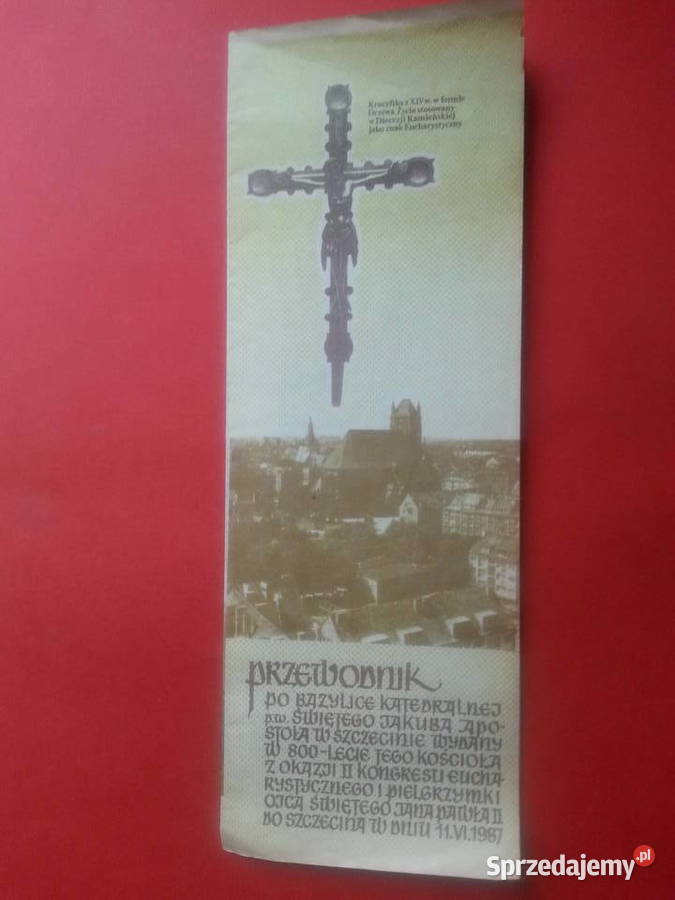 Krucyfiks z XIV w. w formie
Drzewa Życia stosowany
w Diecezji Kamieńskiej
jako znak Eucharystyczny
PRZEWODNIK
PO BAZYLICE KATEDRALNEJ
P.W. ŚWIĘTEGO JAKUBA APO-
STOŁA W SZCZECINIE WYDANY
W 800-LECIE TEGO KOŚCIOŁA
Z OKAZJI II KONGRESU EUCHA-
RYSTYCZNEGO I PIELGRZYMKI
OJCA ŚWIĘTEGO JANA PAWŁA II
DO SZCZECINA W DNIU 11.VI.1987
Sprzedajemy.pl